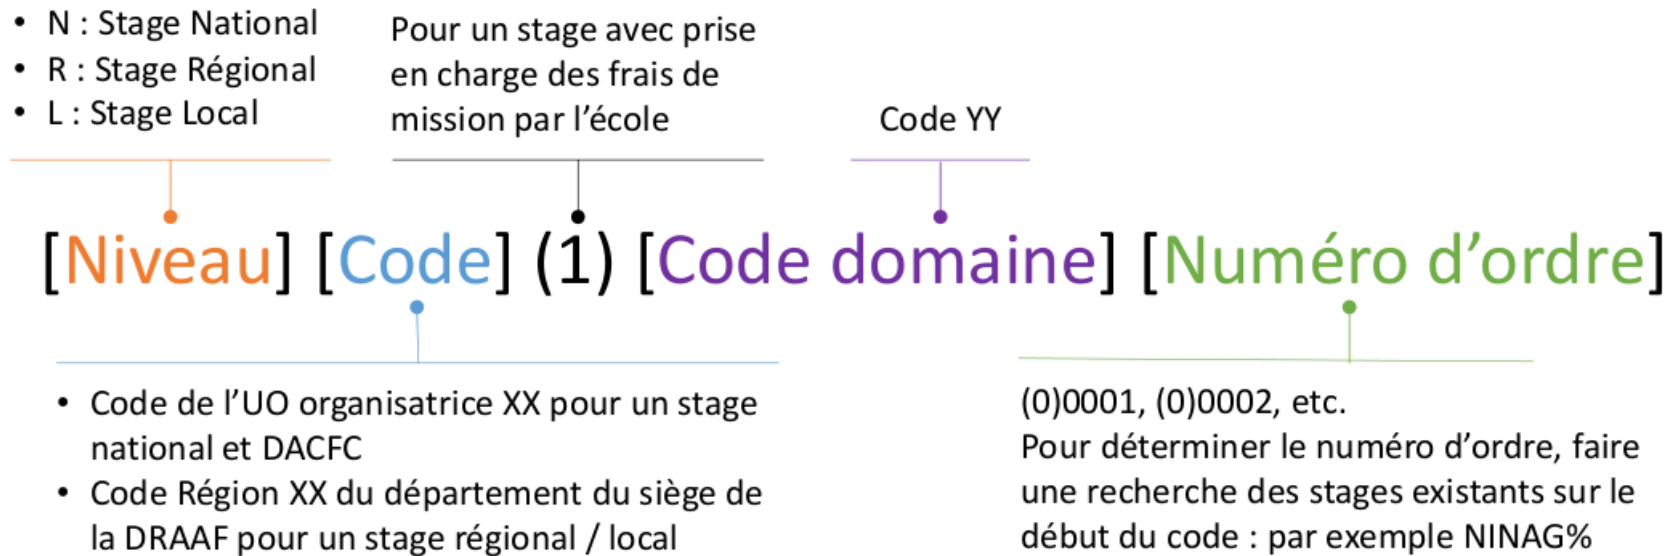 • N : Stage National
• R : Stage Régional
• L : Stage Local
Pour un stage avec prise
en charge des frais de
mission par l’école
Code YY
[Niveau] [Code] (1) [Code domaine] [Numéro d’ordre]
• Code de l’UO organisatrice XX pour un stage
national et DACFC
• Code Région XX du département du siège de
la DRAAF pour un stage régional / local
(0)0001, (0)0002, etc.
Pour déterminer le numéro d’ordre, faire
une recherche des stages existants sur le
début du code : par exemple NINAG%